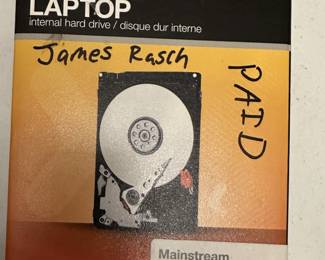 LAPTOP
internal hard drive / disque dur interne
James Rasch
PAID
Mainstream